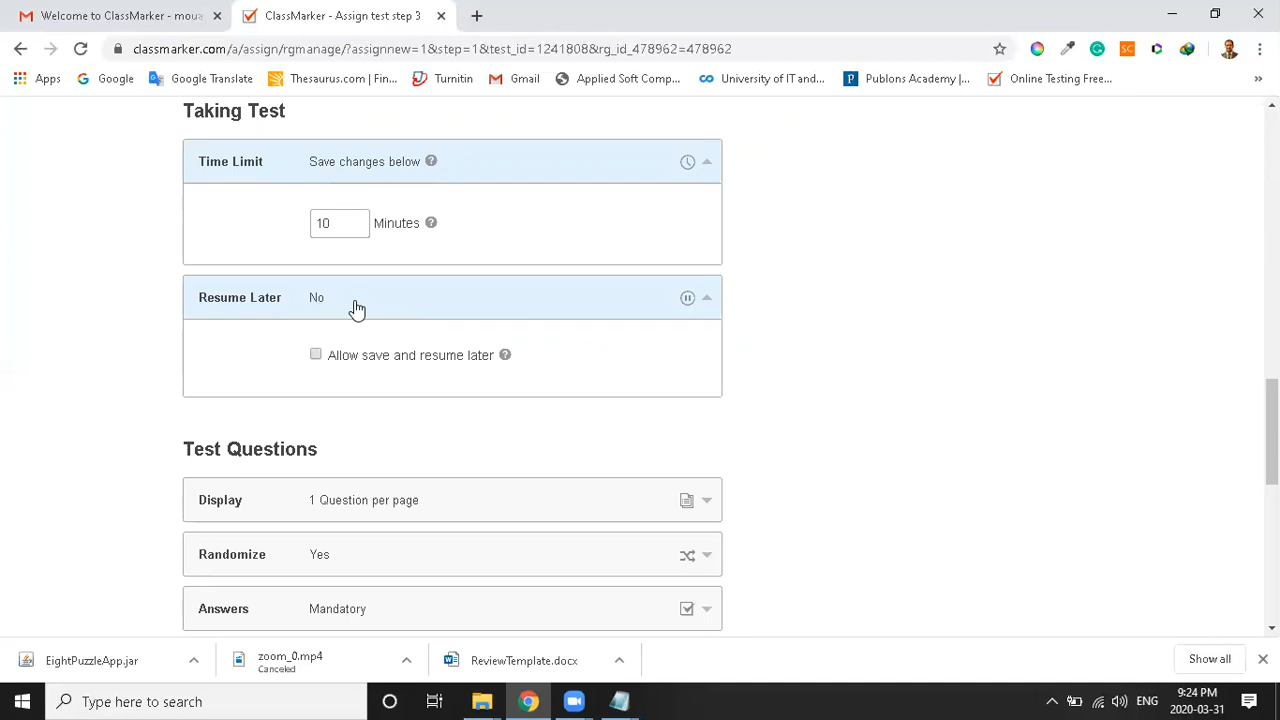 Welcome to ClassMarker - moua
ClassMarker - Assign test step 3
classmarker.com/a/assign/rgmanage/?assignnew=1&step=1&test_id=1241808&rg_id_478962=478962
SC
Apps
Google
Google Translate
Thesaurus.com | Fin...
Turnitin
Gmail
Applied Soft Comp...
University of IT and...
Publons Academy |...
Online Testing Free...
»
Taking Test
Time Limit Save changes below ?
10 Minutes ?
Resume Later No
Allow save and resume later ?
Test Questions
Display 1 Question per page
Randomize Yes
Answers Mandatory
EightPuzzleApp.jar
zoom_0.mp4
Canceled
ReviewTemplate.docx
Show all
Type here to search
ENG
9:24 PM
2020-03-31